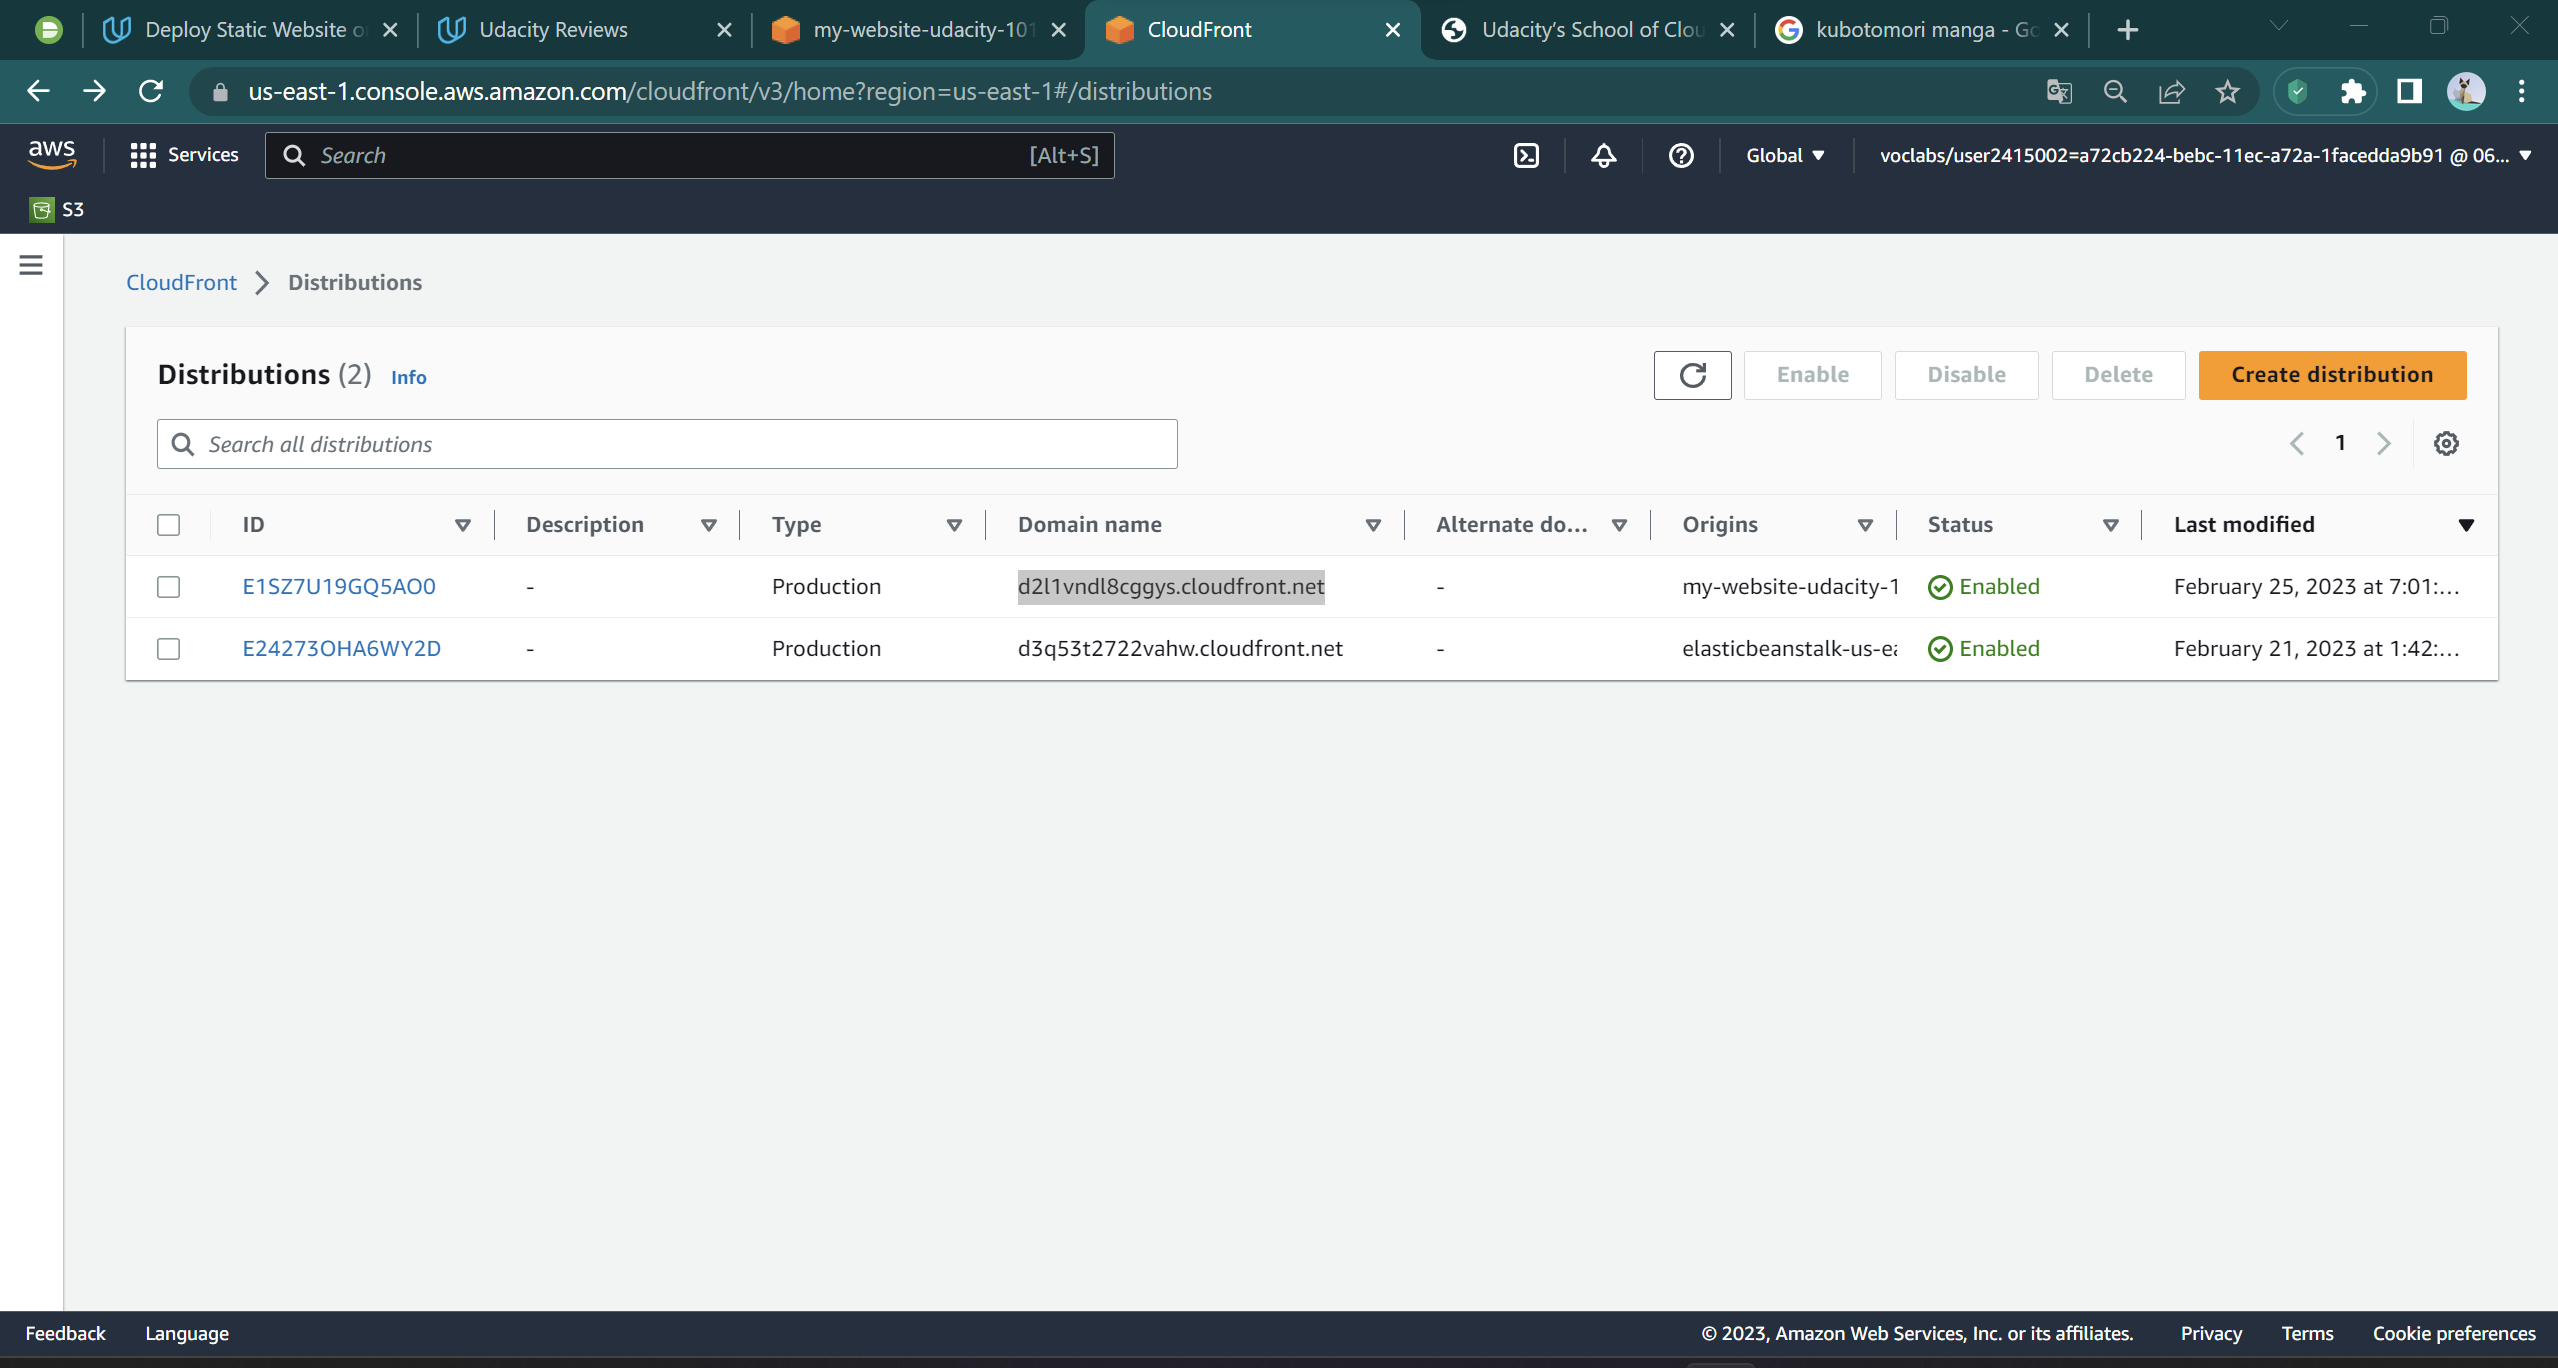 Deploy Static Website o
Udacity Reviews
my-website-udacity-101
CloudFront
Udacity’s School of Clou
kubotomori manga - Go
us-east-1.console.aws.amazon.com/cloudfront/v3/home?region=us-east-1#/distributions
aws
Services
Search
[Alt+S]
Global
voclabs/user2415002=a72cb224-bebc-11ec-a72a-1facedda9b91 @ 06...
S3
CloudFront
Distributions
Distributions (2) Info
Enable
Disable
Delete
Create distribution
Search all distributions
1
ID Description Type Domain name Alternate do... Origins Status Last modified
E1SZ7U19GQ5AO0 - Production d2l1vndl8cggys.cloudfront.net - my-website-udacity-1 Enabled February 25, 2023 at 7:01:...
E24273OHA6WY2D - Production d3q53t2722vahw.cloudfront.net - elasticbeanstalk-us-ea Enabled February 21, 2023 at 1:42:...
Feedback Language © 2023, Amazon Web Services, Inc. or its affiliates. Privacy Terms Cookie preferences